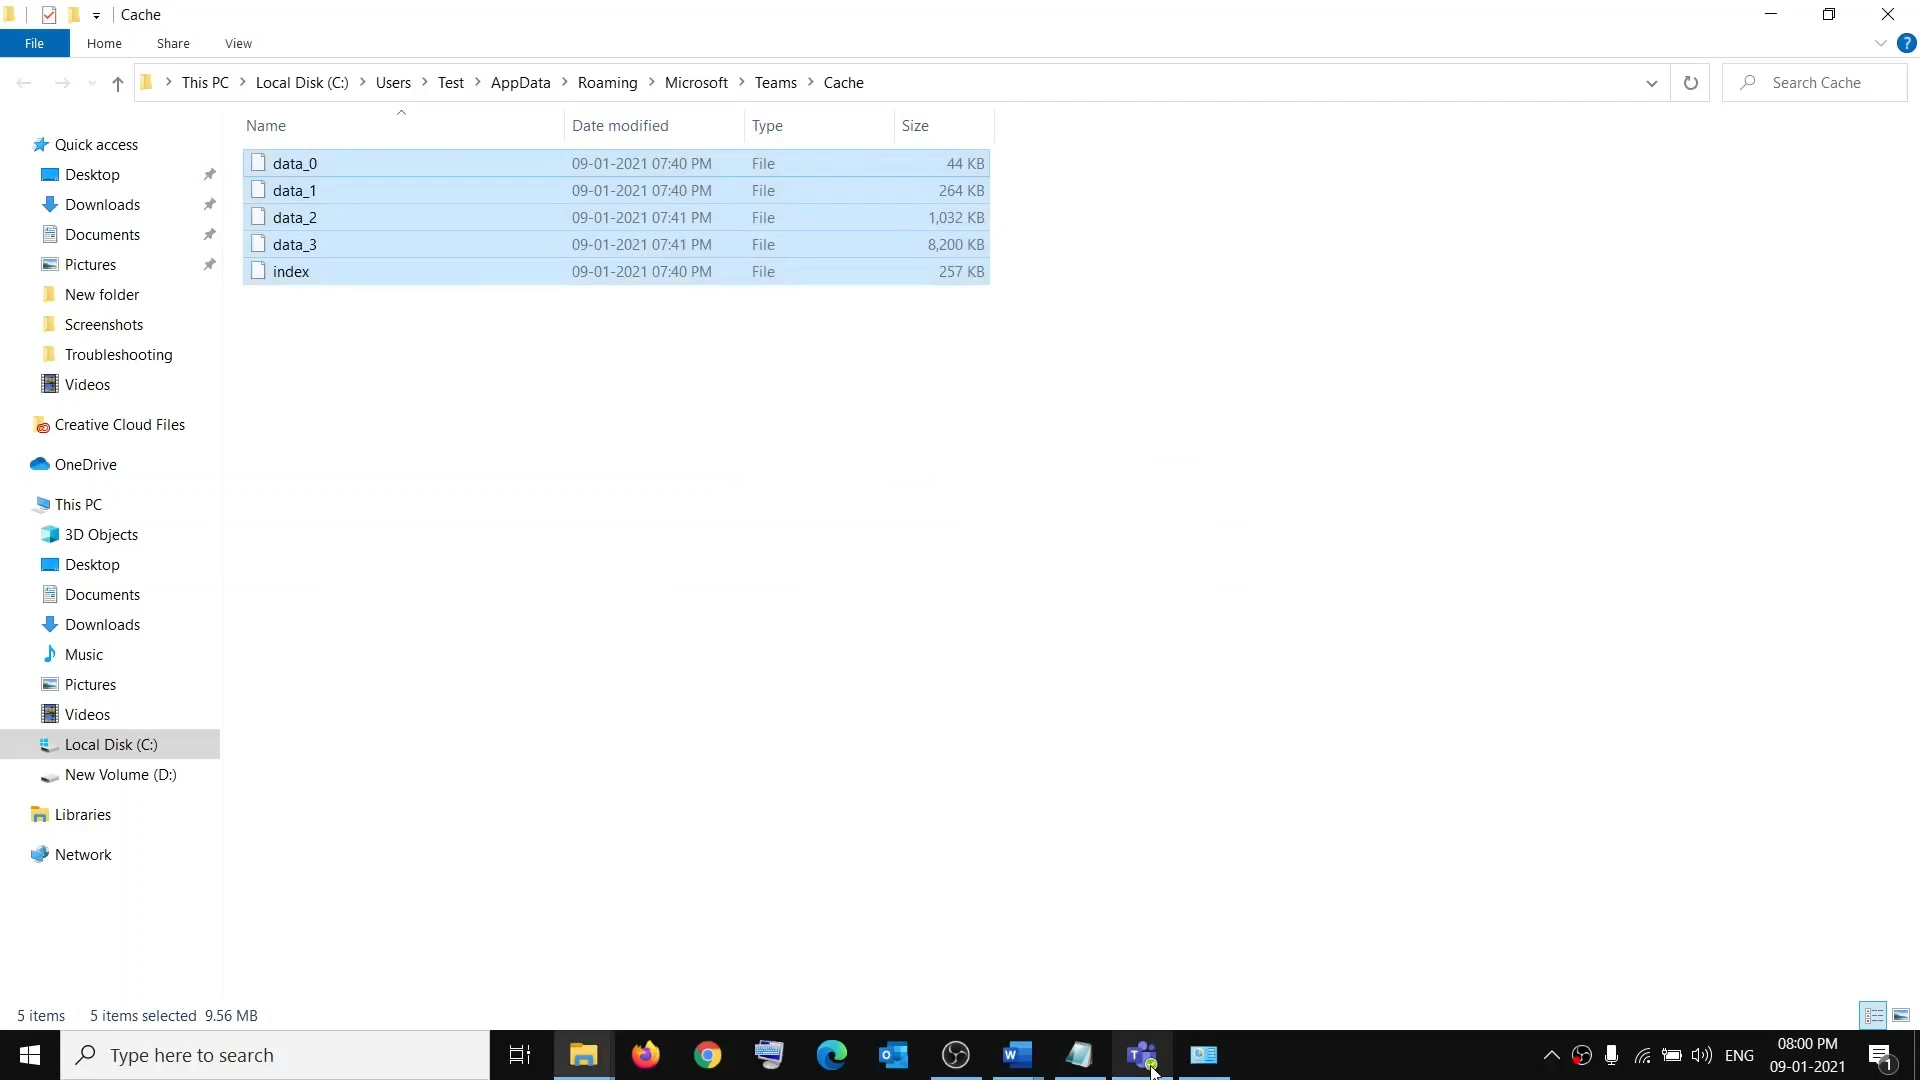 Cache
File Home Share View
This PC Local Disk (C:) Users Test AppData Roaming Microsoft Teams Cache
Search Cache
Name Date modified Type Size
data_0 09-01-2021 07:40 PM File 44 KB
data_1 09-01-2021 07:40 PM File 264 KB
data_2 09-01-2021 07:41 PM File 1,032 KB
data_3 09-01-2021 07:41 PM File 8,200 KB
index 09-01-2021 07:40 PM File 257 KB
Quick access
Desktop
Downloads
Documents
Pictures
New folder
Screenshots
Troubleshooting
Videos
Creative Cloud Files
OneDrive
This PC
3D Objects
Desktop
Documents
Downloads
Music
Pictures
Videos
Local Disk (C:)
New Volume (D:)
Libraries
Network
5 items 5 items selected 9.56 MB
Type here to search
ENG
08:00 PM
09-01-2021
1